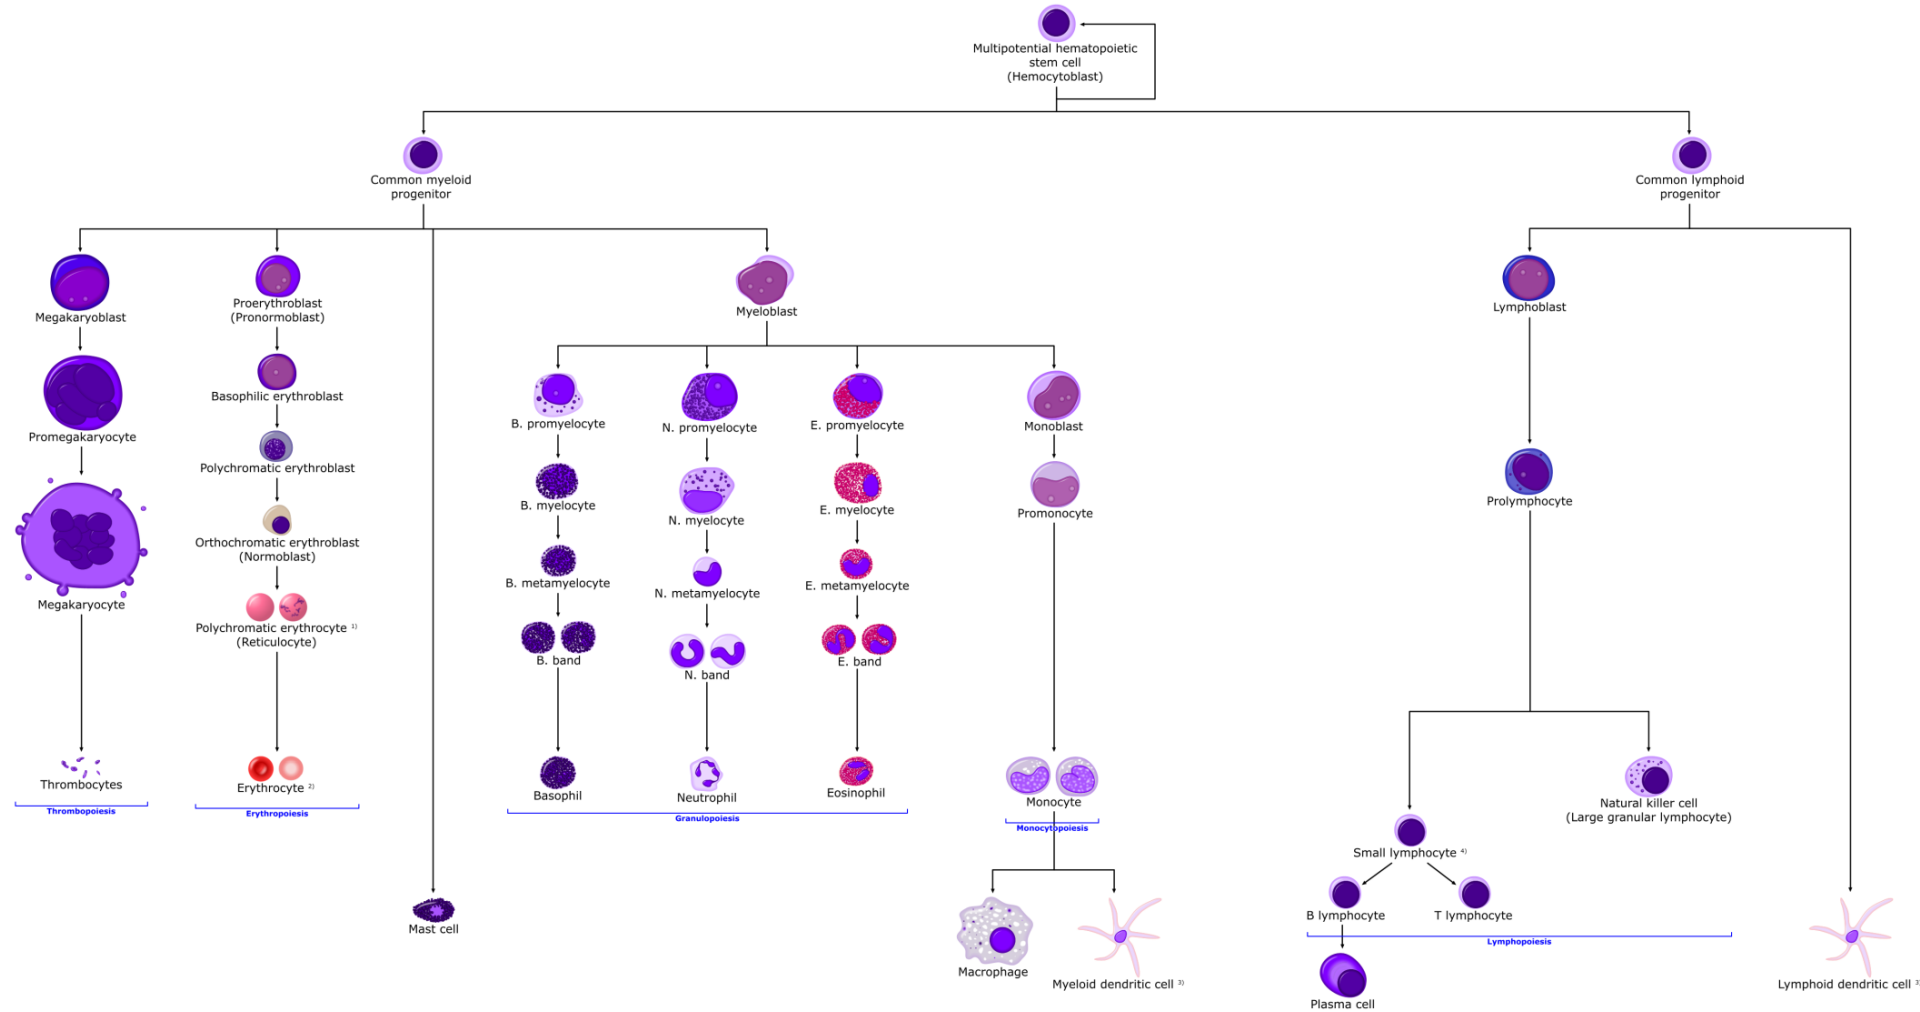 Multipotential hematopoietic
stem cell
(Hemocytoblast)
Common myeloid
progenitor
Common lymphoid
progenitor
Megakaryoblast
Promegakaryocyte
Megakaryocyte
Thrombocytes
Thrombopoiesis
Proerythroblast
(Pronormoblast)
Basophilic erythroblast
Polychromatic erythroblast
Orthochromatic erythroblast
(Normoblast)
Polychromatic erythrocyte 1)
(Reticulocyte)
Erythrocyte 2)
Erythropoiesis
Mast cell
Myeloblast
B. promyelocyte
B. myelocyte
B. metamyelocyte
B. band
Basophil
N. promyelocyte
N. myelocyte
N. metamyelocyte
N. band
Neutrophil
E. promyelocyte
E. myelocyte
E. metamyelocyte
E. band
Eosinophil
Granulopoiesis
Monoblast
Promonocyte
Monocyte
Monocytopoiesis
Macrophage
Myeloid dendritic cell 3)
Lymphoblast
Prolymphocyte
Natural killer cell
(Large granular lymphocyte)
Small lymphocyte 4)
B lymphocyte
T lymphocyte
Lymphopoiesis
Plasma cell
Lymphoid dendritic cell 3)